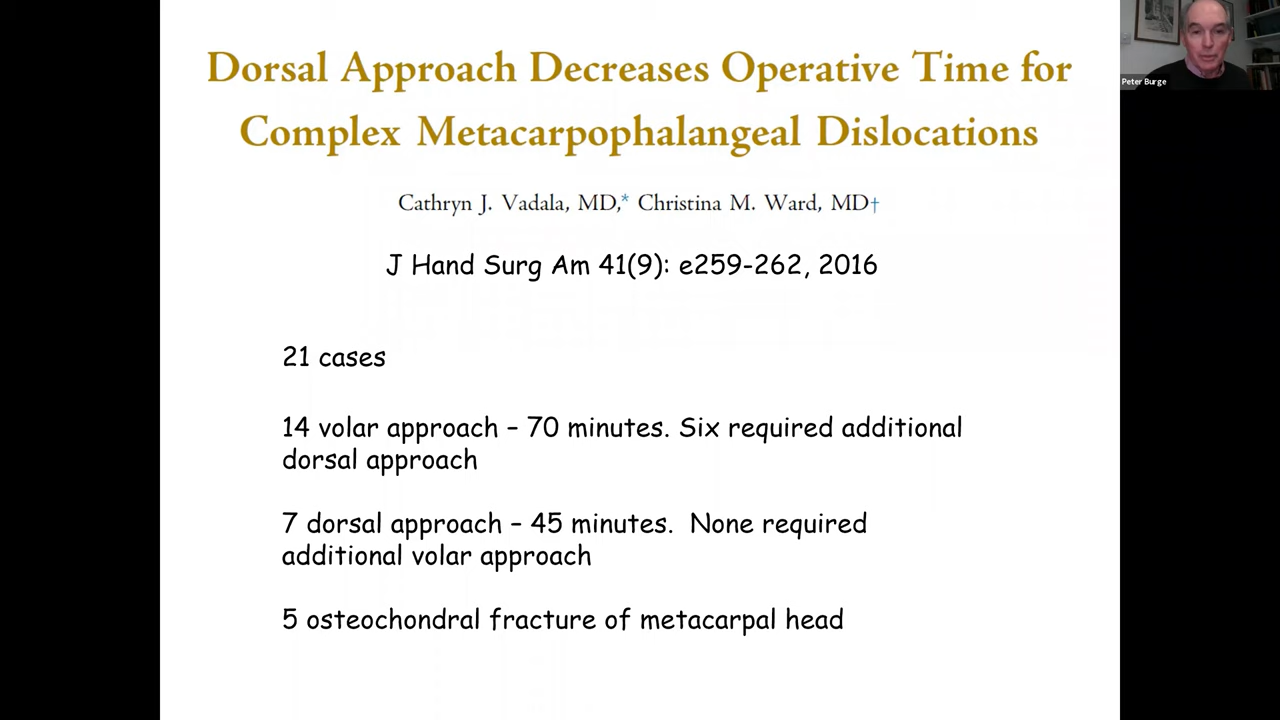 Dorsal Approach Decreases Operative Time for
Complex Metacarpophalangeal Dislocations
Cathryn J. Vadala, MD,* Christina M. Ward, MD†
J Hand Surg Am 41(9): e259-262, 2016
21 cases
14 volar approach – 70 minutes. Six required additional
dorsal approach
7 dorsal approach – 45 minutes.  None required
additional volar approach
5 osteochondral fracture of metacarpal head
Peter Burge